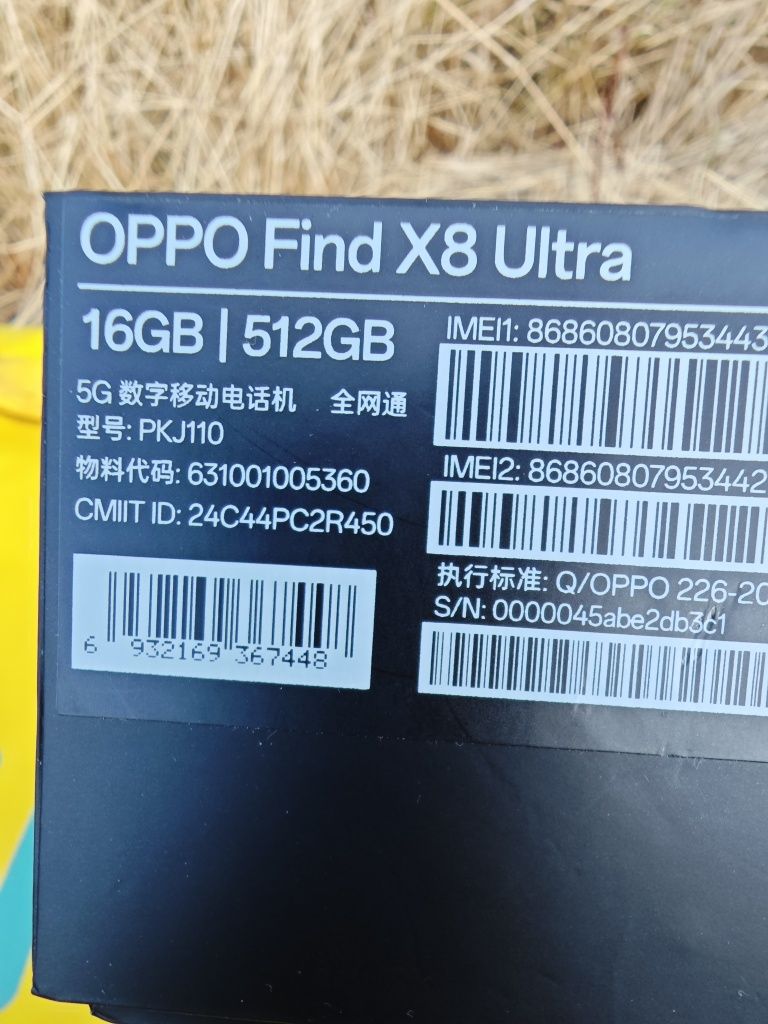 OPPO Find X8 Ultra
16GB | 512GB
5G 数字移动电话机 全网通
型号: PKJ110
物料代码: 631001005360
CMIIT ID: 24C44PC2R450
6 932169 367448
IMEI1: 86860807953443
IMEI2: 86860807953442
执行标准: Q/OPPO 226-20
S/N: 0000045abe2db3c1